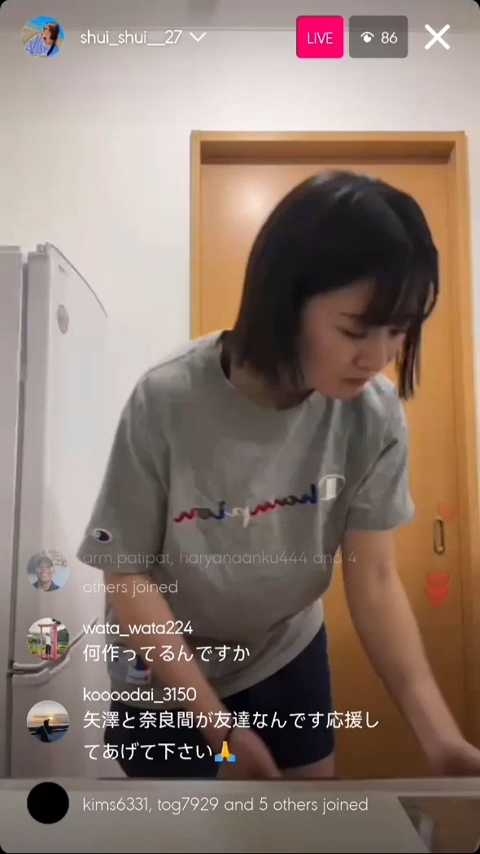 shui_shui__27
LIVE
86
Champion
arm.patipat, haryanaanku444 and 4
others joined
wata_wata224
何作ってるんですか
koooodai_3150
矢澤と奈良間が友達なんです応援し
てあげて下さい🙏
kims6331, tog7929 and 5 others joined